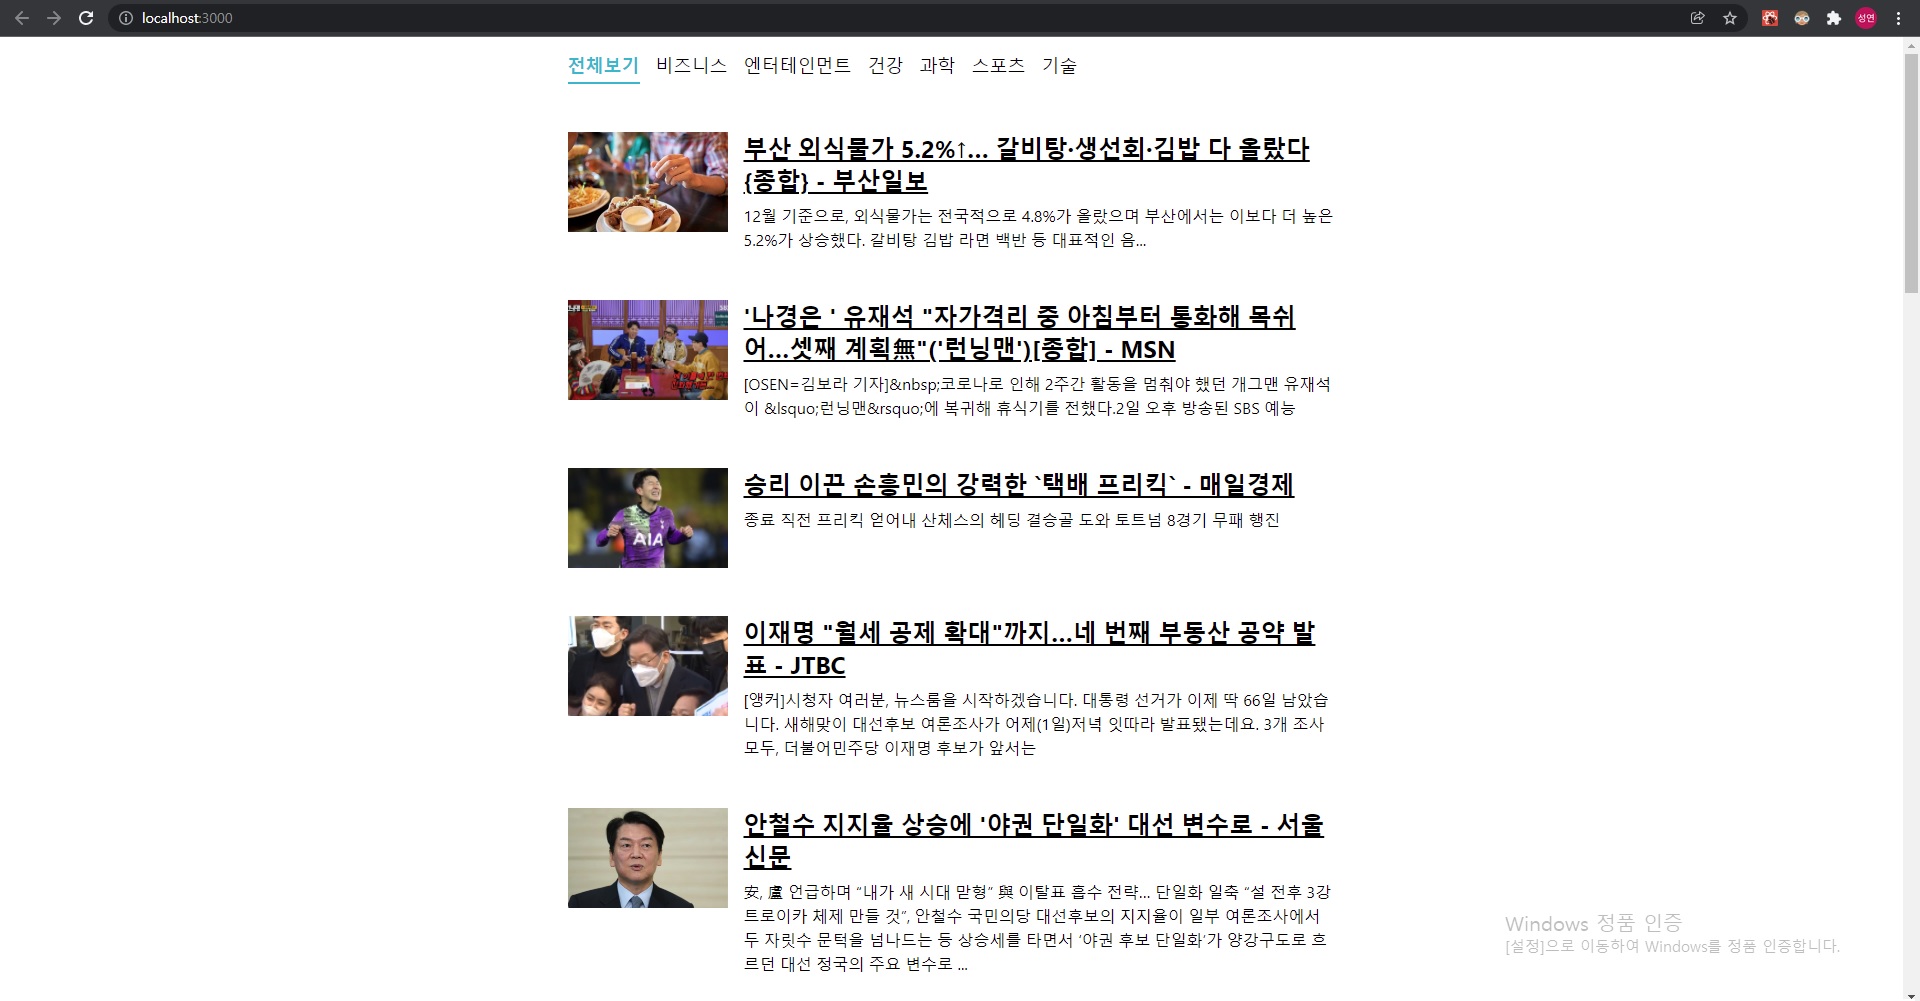 localhost:3000
성연
전체보기 비즈니스 엔터테인먼트 건강 과학 스포츠 기술
부산 외식물가 5.2%↑... 갈비탕·생선회·김밥 다 올랐다
{종합} - 부산일보
12월 기준으로, 외식물가는 전국적으로 4.8%가 올랐으며 부산에서는 이보다 더 높은
5.2%가 상승했다. 갈비탕 김밥 라면 백반 등 대표적인 음...
'나경은 ' 유재석 "자가격리 중 아침부터 통화해 목쉬
어...셋째 계획無"('런닝맨')[종합] - MSN
[OSEN=김보라 기자]&nbsp;코로나로 인해 2주간 활동을 멈춰야 했던 개그맨 유재석
이 &lsquo;런닝맨&rsquo;에 복귀해 휴식기를 전했다.2일 오후 방송된 SBS 예능
승리 이끈 손흥민의 강력한 `택배 프리킥` - 매일경제
종료 직전 프리킥 얻어내 산체스의 헤딩 결승골 도와 토트넘 8경기 무패 행진
AIA
이재명 "월세 공제 확대"까지...네 번째 부동산 공약 발
표 - JTBC
[앵커]시청자 여러분, 뉴스룸을 시작하겠습니다. 대통령 선거가 이제 딱 66일 남았습
니다. 새해맞이 대선후보 여론조사가 어제(1일)저녁 잇따라 발표됐는데요. 3개 조사
모두, 더불어민주당 이재명 후보가 앞서는
안철수 지지율 상승에 '야권 단일화' 대선 변수로 - 서울
신문
安, 盧 언급하며 “내가 새 시대 맏형” 與 이탈표 흡수 전략... 단일화 일축 “설 전후 3강
트로이카 체제 만들 것”, 안철수 국민의당 대선후보의 지지율이 일부 여론조사에서
두 자릿수 문턱을 넘나드는 등 상승세를 타면서 ‘야권 후보 단일화’가 양강구도로 흐
르던 대선 정국의 주요 변수로 ...
Windows 정품 인증
[설정]으로 이동하여 Windows를 정품 인증합니다.